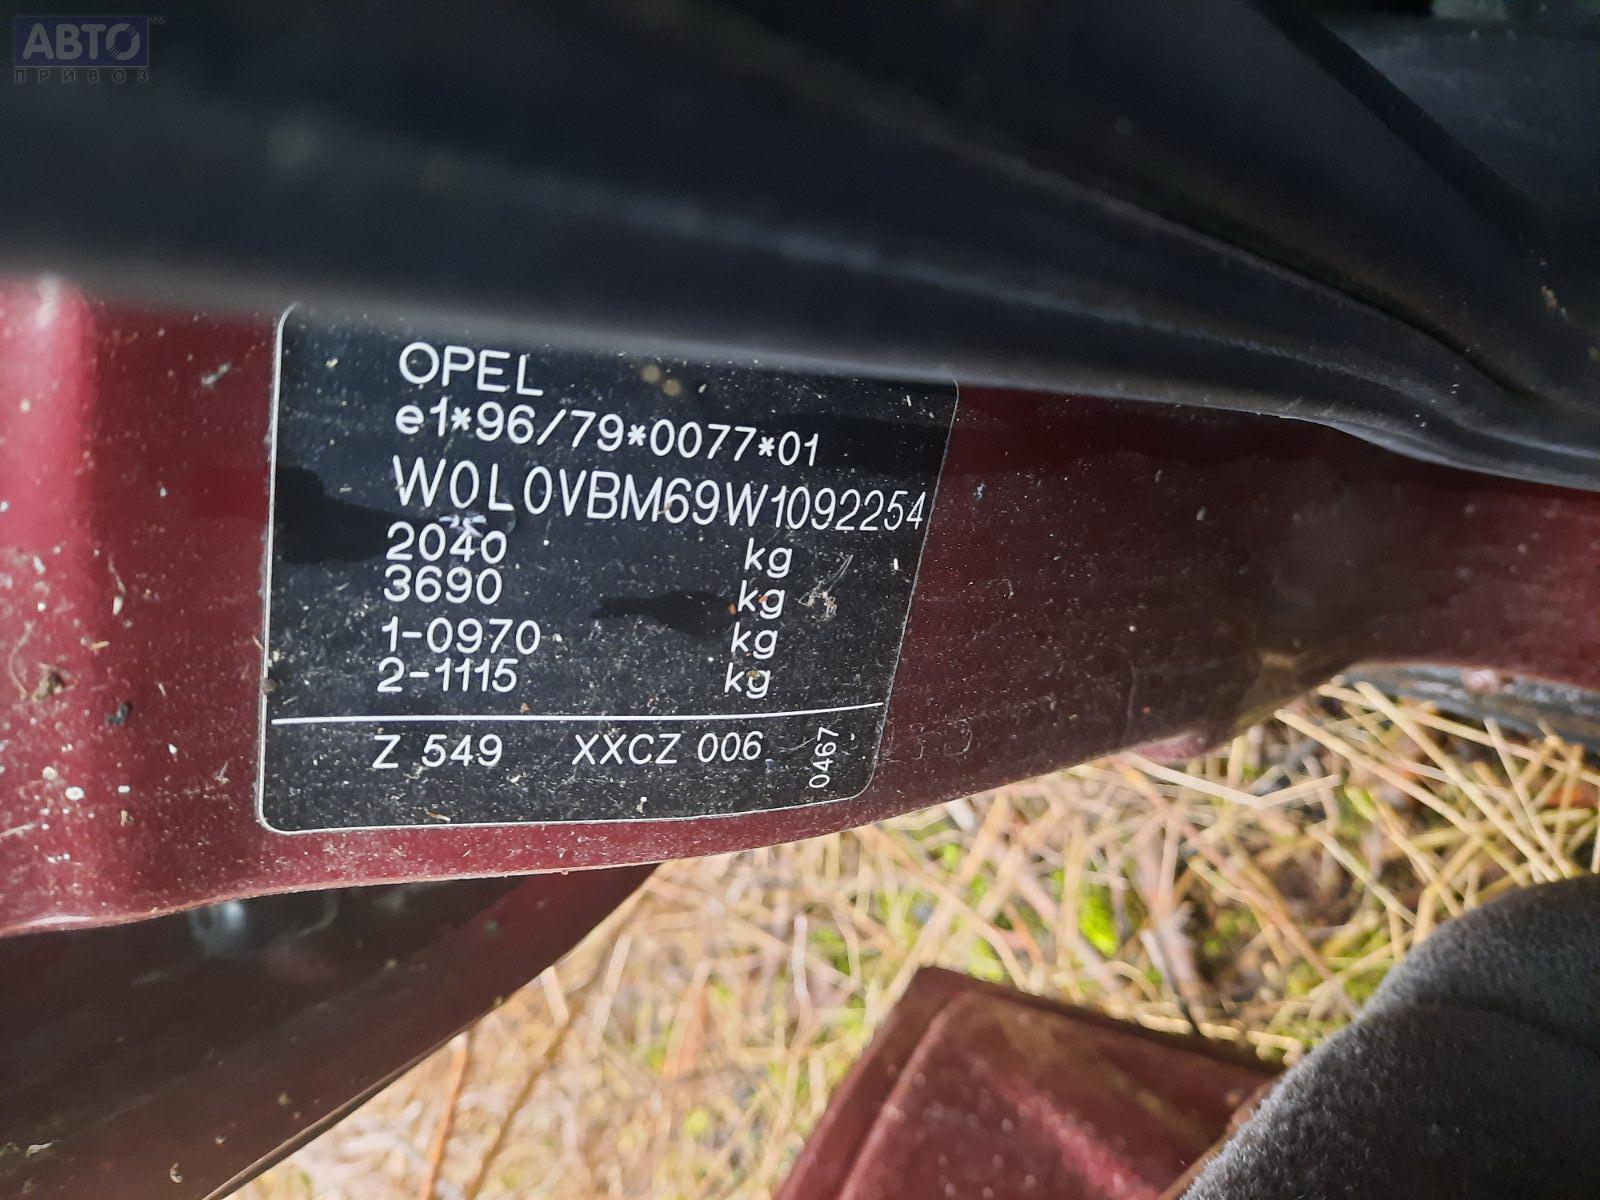 АВТО
ПРИВОЗ
OPEL
e1*96/79*0077*01
W0L0VBM69W1092254
2040 kg
3690 kg
1-0970 kg
2-1115 kg
Z 549 XXCZ 006 0467